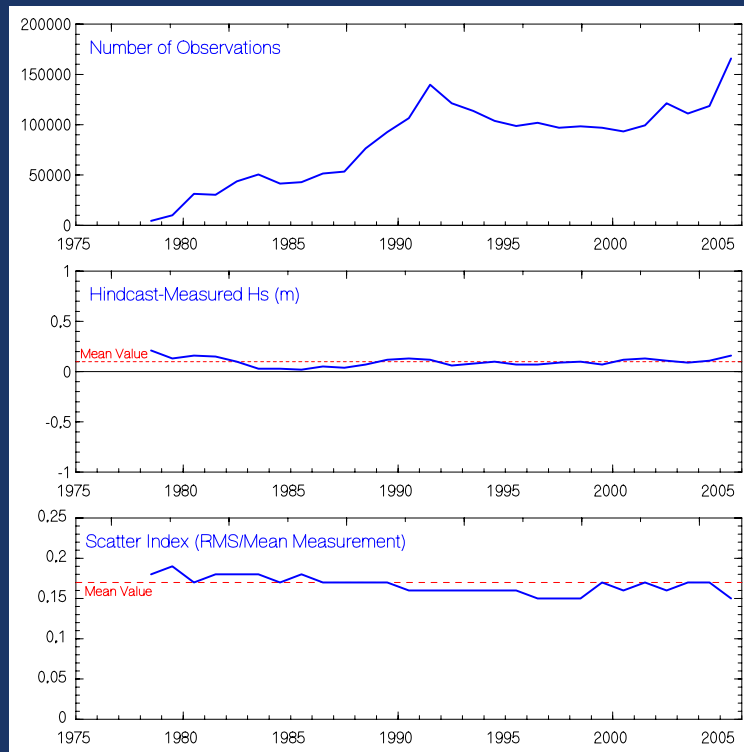 200000
Number of Observations
150000
100000
50000
0
1975 1980 1985 1990 1995 2000 2005
1
Hindcast-Measured Hs (m)
0.5
Mean Value
0
-0.5
-1
1975 1980 1985 1990 1995 2000 2005
0.25
Scatter Index (RMS/Mean Measurement)
0.2
0.15
Mean Value
0.1
0.05
0
1975 1980 1985 1990 1995 2000 2005